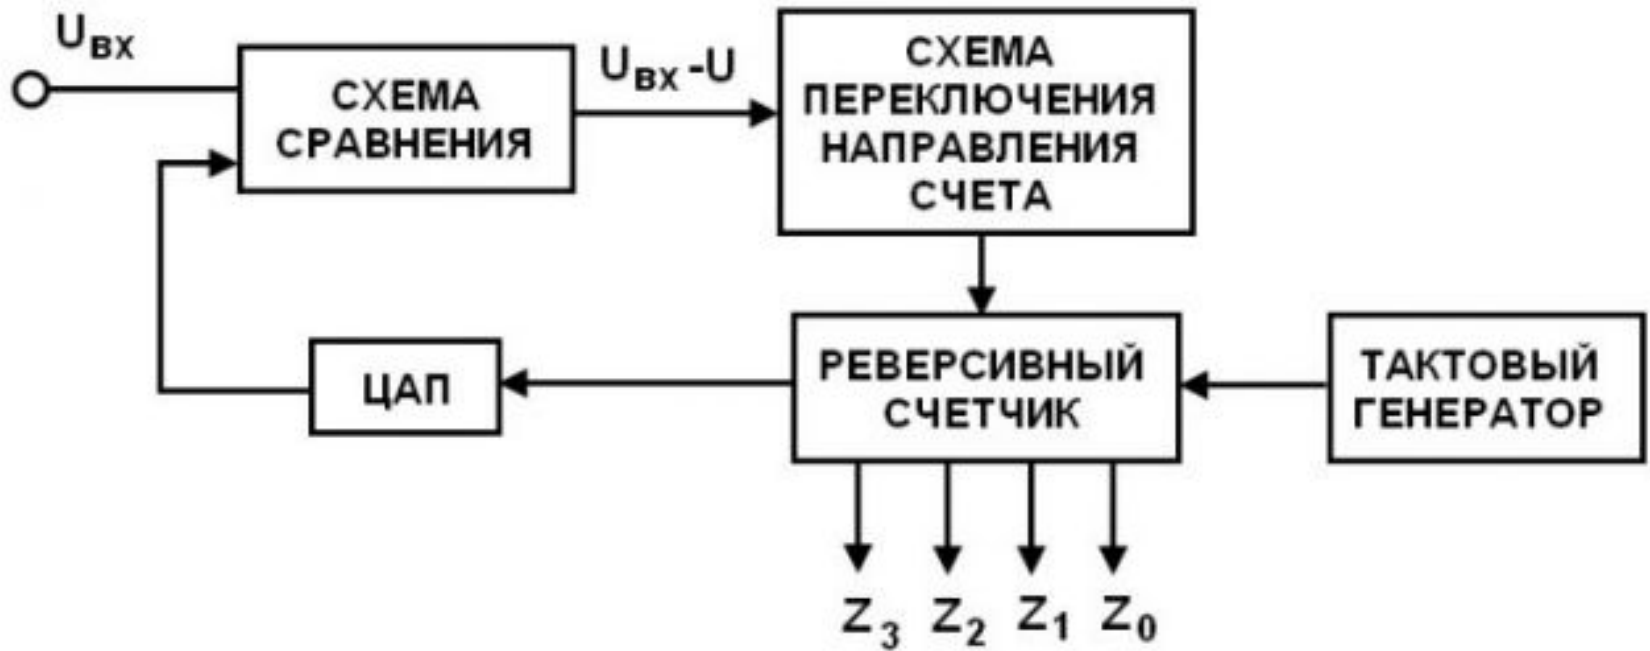 Uвх
СХЕМА
СРАВНЕНИЯ
Uвх -U
СХЕМА
ПЕРЕКЛЮЧЕНИЯ
НАПРАВЛЕНИЯ
СЧЕТА
ЦАП
РЕВЕРСИВНЫЙ
СЧЕТЧИК
ТАКТОВЫЙ
ГЕНЕРАТОР
Z3 Z2 Z1 Z0